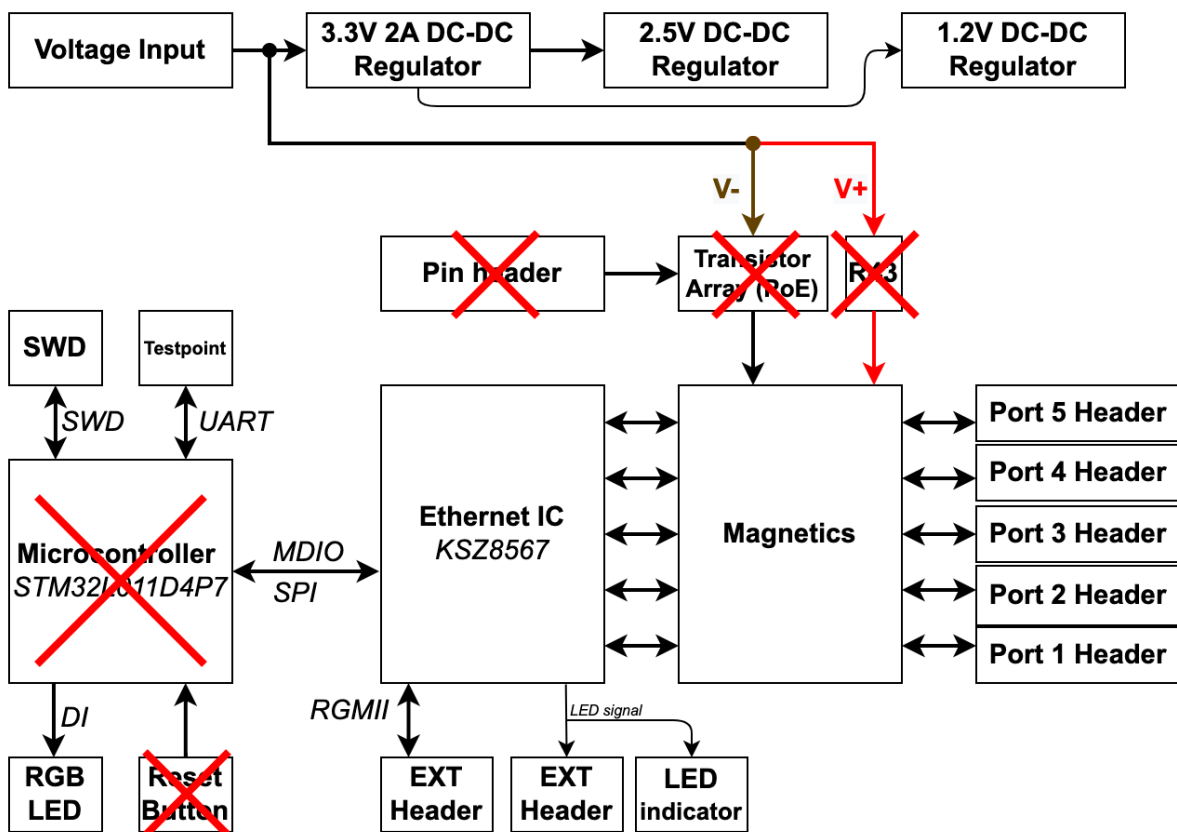 Voltage Input
3.3V 2A DC-DC
Regulator
2.5V DC-DC
Regulator
1.2V DC-DC
Regulator
V-
V+
Pin header
Transistor
Array (PoE)
SWD
Testpoint
SWD
UART
Microcontroller
STM32L011D4P7
MDIO
SPI
Ethernet IC
KSZ8567
Magnetics
Port 5 Header
Port 4 Header
Port 3 Header
Port 2 Header
Port 1 Header
DI
RGMII
LED signal
RGB
LED
Reset
Button
EXT
Header
EXT
Header
LED
indicator